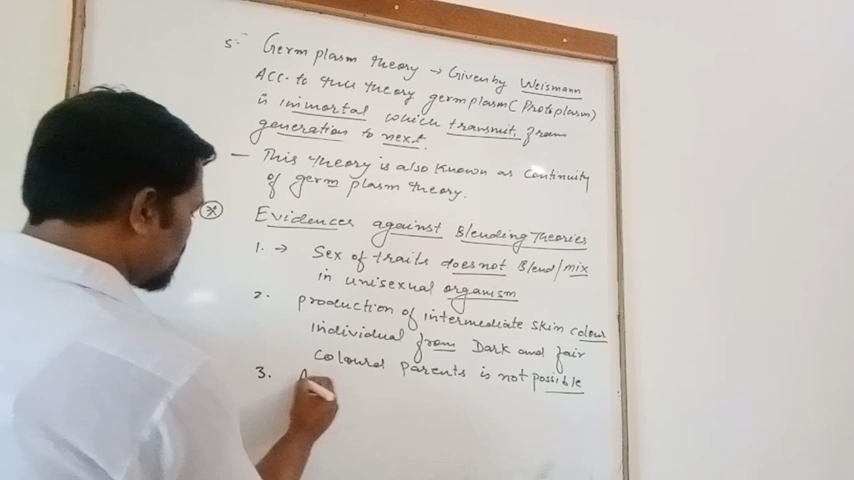 5- Germ plasm theory → Given by Weismann
Acc. to this theory germplasm (Protoplasm)
is immortal which transmit from
generation to next.
— This theory is also known as continuity
of germ plasm theory.
* Evidences against Blending Theories
1. → Sex of traits does not Blend/mix
in unisexual organism
2. production of intermediate skin colour
individual from Dark and fair
coloured parents is not possible
3.